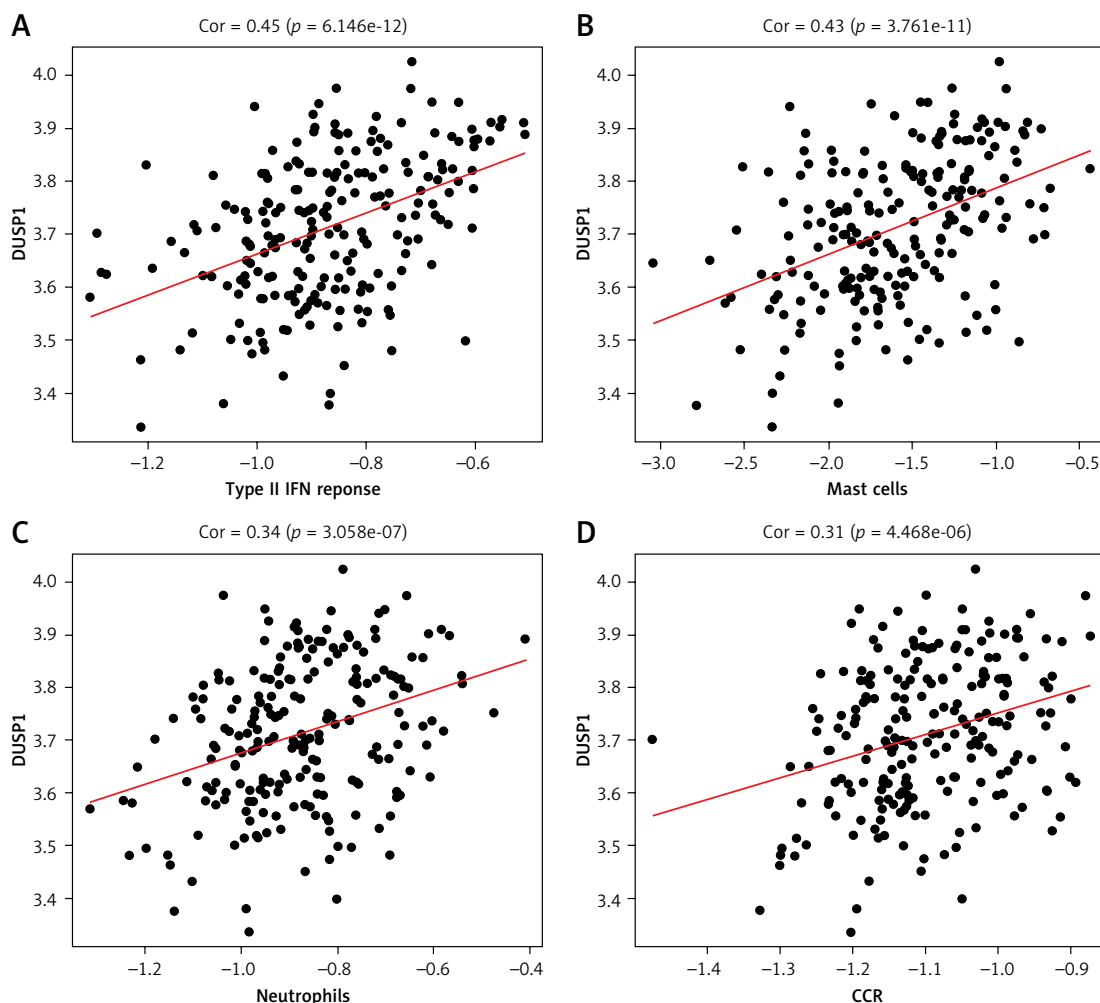 A
Cor = 0.45 (p = 6.146e-12)
DUSP1
4.0
3.9
3.8
3.7
3.6
3.5
3.4
−1.2 −1.0 −0.8 −0.6
Type II IFN reponse
B
Cor = 0.43 (p = 3.761e-11)
DUSP1
4.0
3.9
3.8
3.7
3.6
3.5
3.4
−3.0 −2.5 −2.0 −1.5 −1.0 −0.5
Mast cells
C
Cor = 0.34 (p = 3.058e-07)
DUSP1
4.0
3.9
3.8
3.7
3.6
3.5
3.4
−1.2 −1.0 −0.8 −0.6 −0.4
Neutrophils
D
Cor = 0.31 (p = 4.468e-06)
DUSP1
4.0
3.9
3.8
3.7
3.6
3.5
3.4
−1.4 −1.3 −1.2 −1.1 −1.0 −0.9
CCR